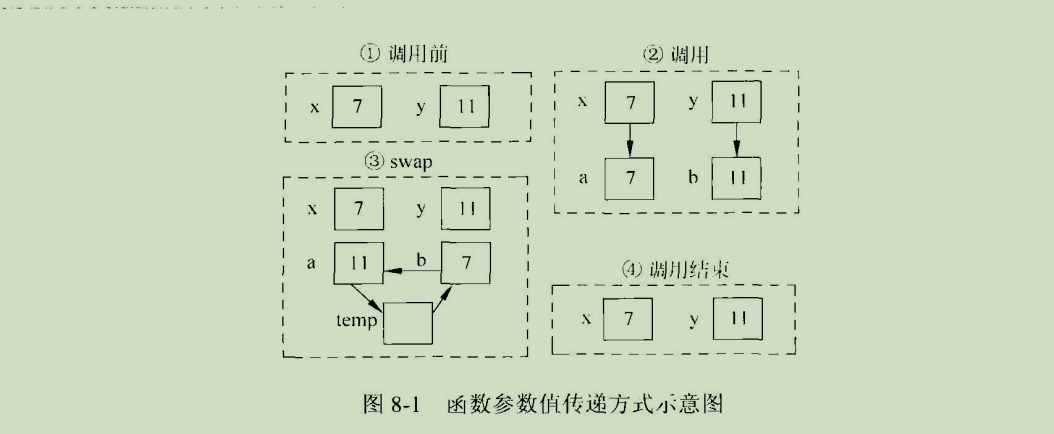 ① 调用前
x 7 y 11
② 调用
x 7 y 11
a 7 b 11
③ swap
x 7 y 11
a 11 b 7
temp
④ 调用结束
x 7 y 11
图 8-1 函数参数值传递方式示意图